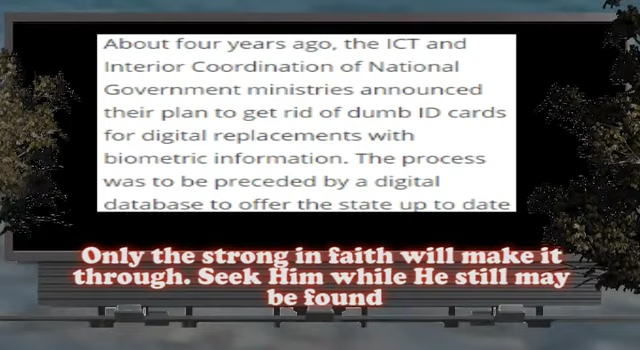 About four years ago, the ICT and
Interior Coordination of National
Government ministries announced
their plan to get rid of dumb ID cards
for digital replacements with
biometric information. The process
was to be preceded by a digital
database to offer the state up to date
Only the strong in faith will make it
through. Seek Him while He still may
be found